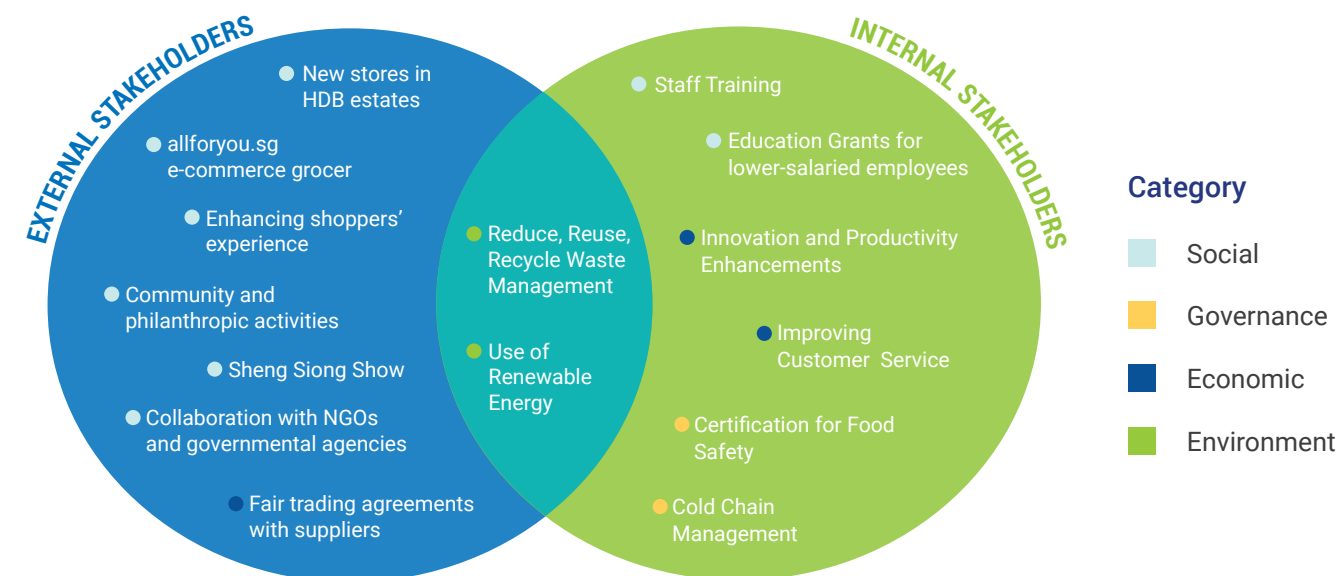 EXTERNAL STAKEHOLDERS
New stores in
HDB estates
allforyou.sg
e-commerce grocer
Enhancing shoppers’
experience
Community and
philanthropic activities
Sheng Siong Show
Collaboration with NGOs
and governmental agencies
Fair trading agreements
with suppliers
Reduce, Reuse,
Recycle Waste
Management
Use of
Renewable
Energy
INTERNAL STAKEHOLDERS
Staff Training
Education Grants for
lower-salaried employees
Innovation and Productivity
Enhancements
Improving
Customer Service
Certification for Food
Safety
Cold Chain
Management
Category
Social
Governance
Economic
Environment